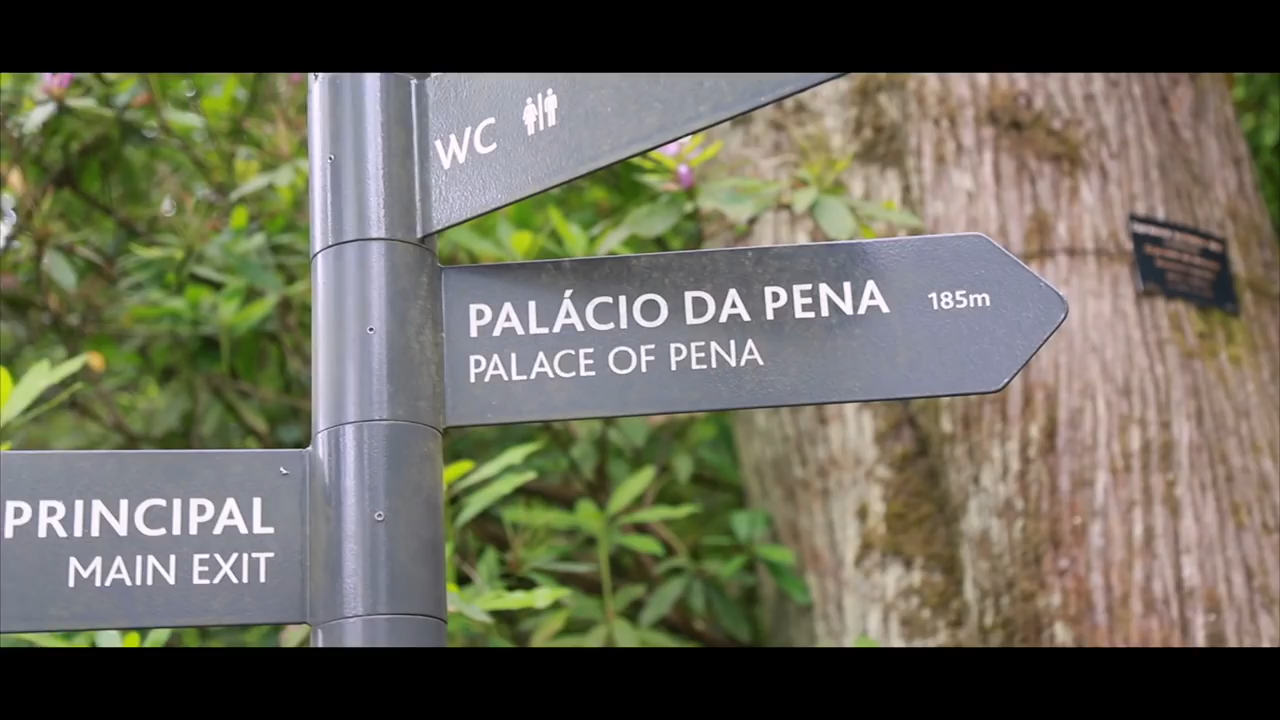 WC
PALÁCIO DA PENA 185m
PALACE OF PENA
PRINCIPAL
MAIN EXIT